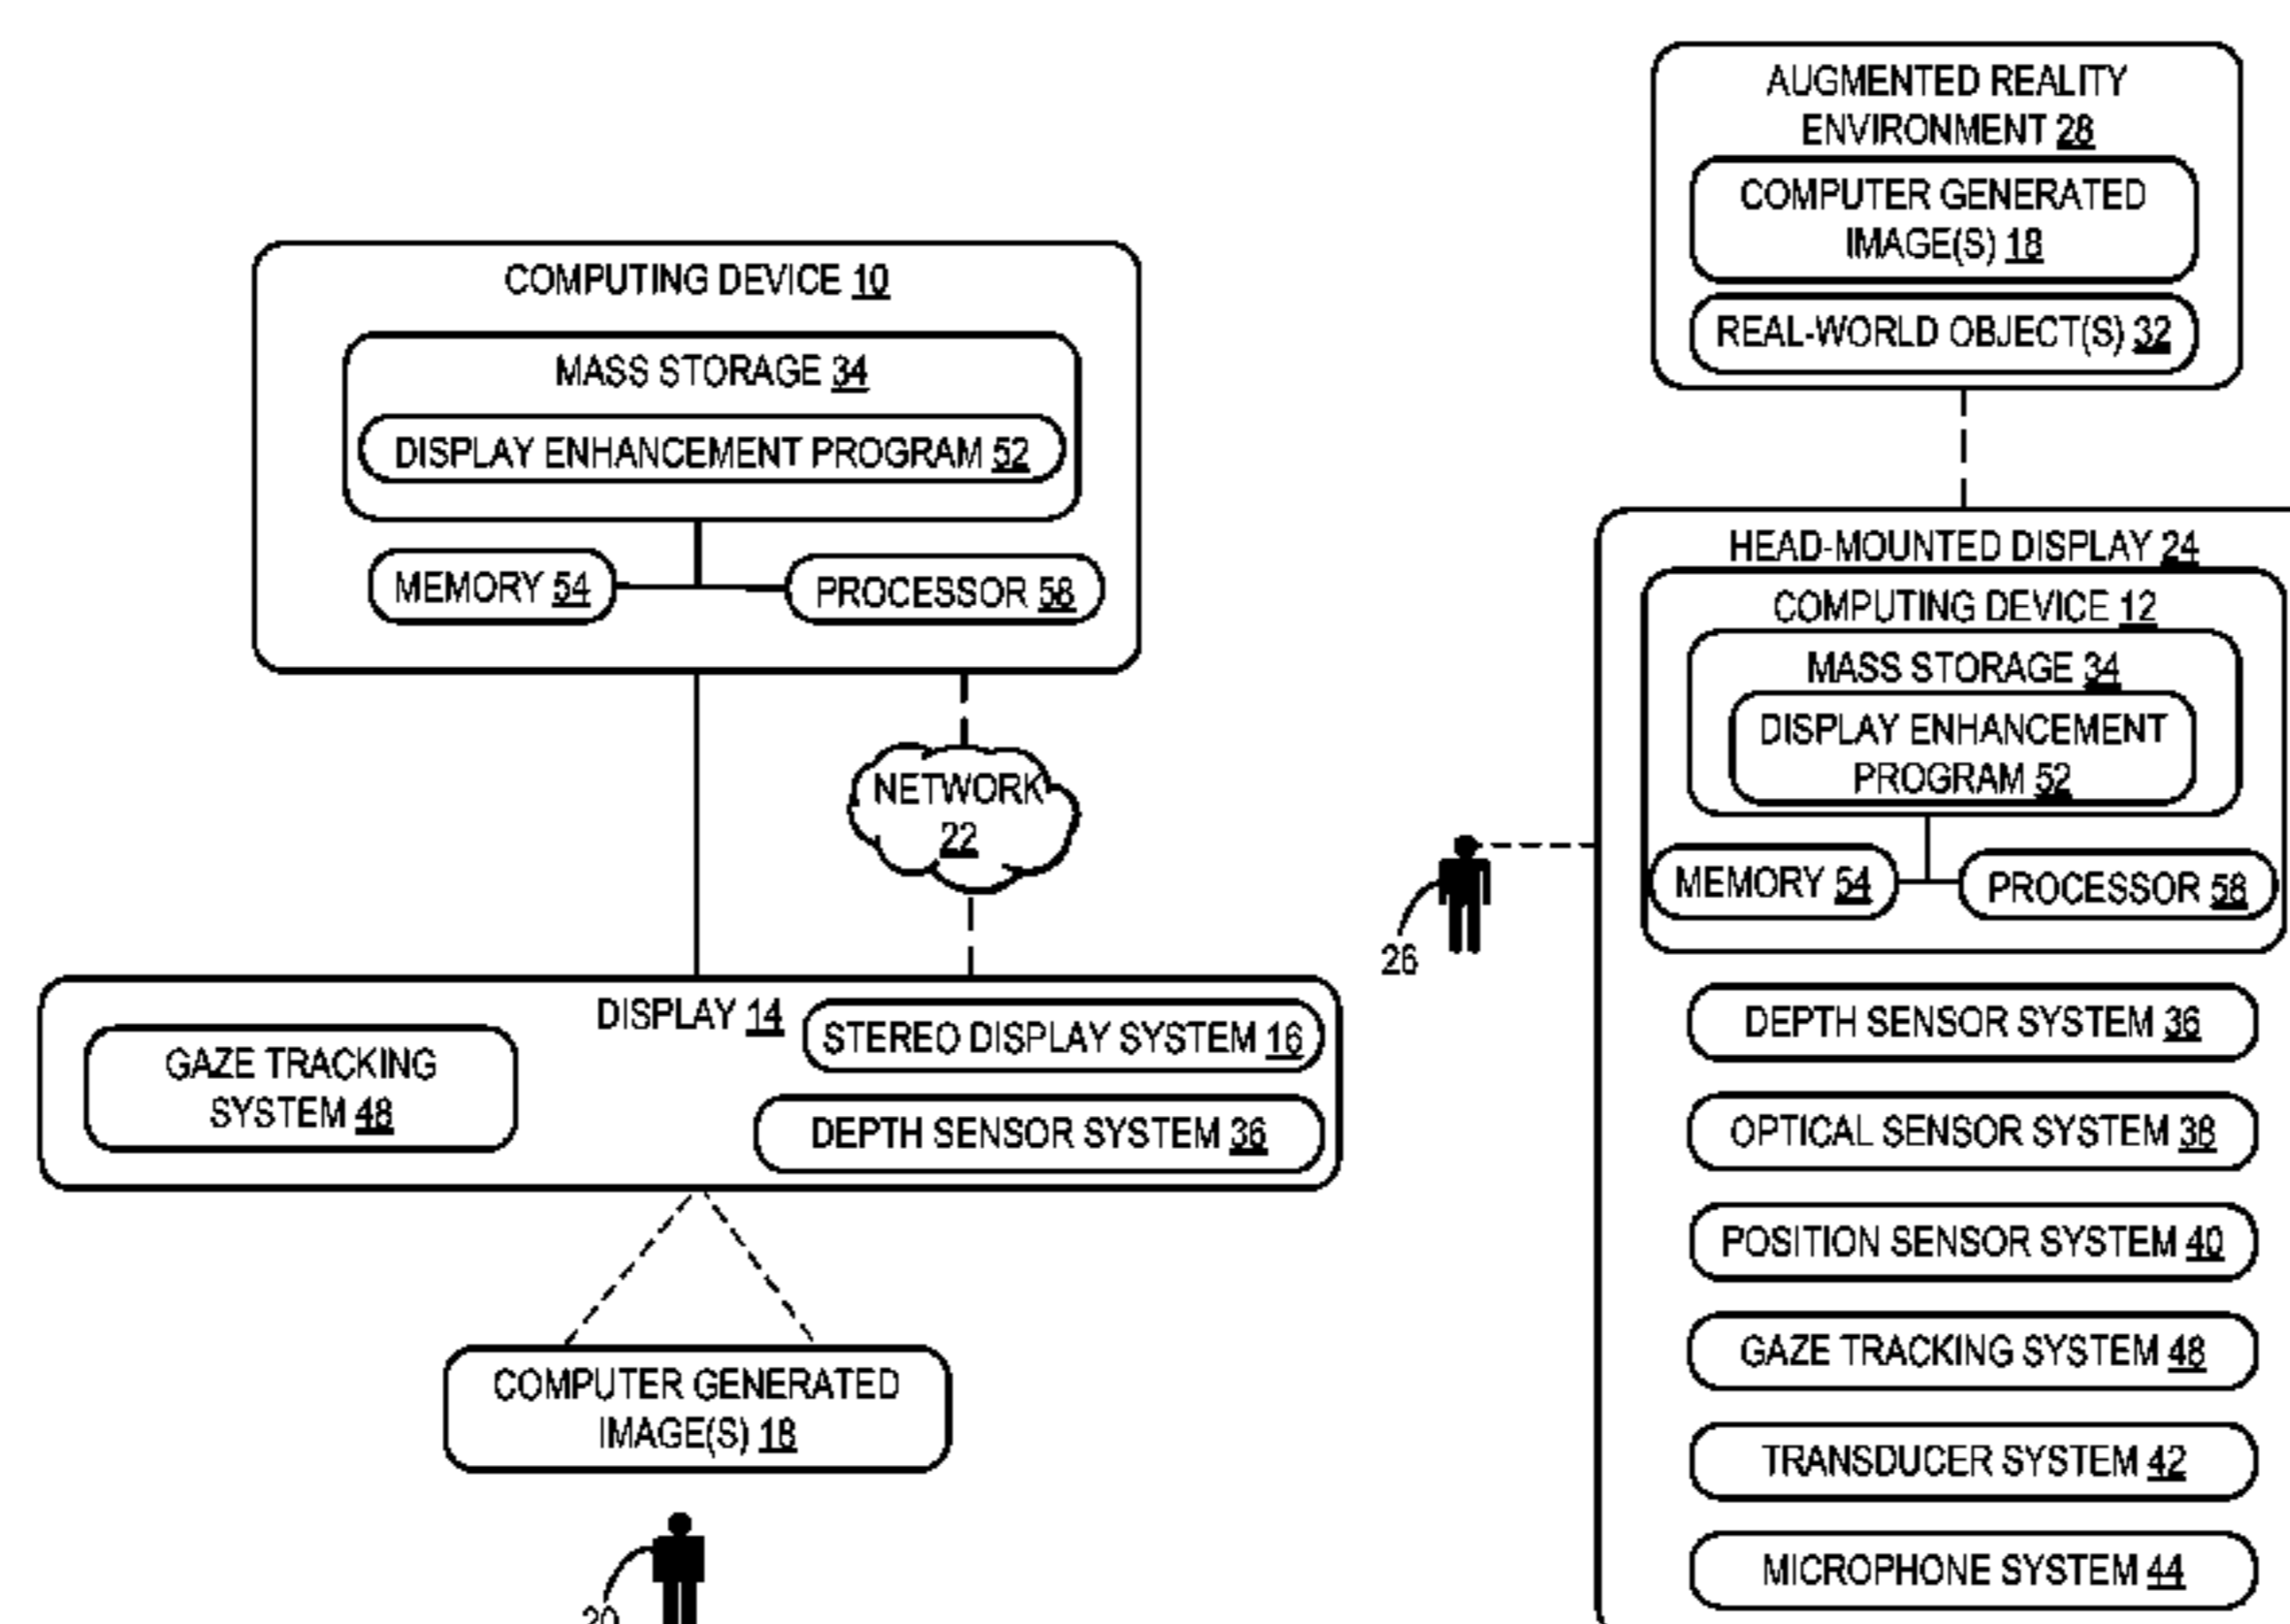 COMPUTING DEVICE 10
MASS STORAGE 34
DISPLAY ENHANCEMENT PROGRAM 52
MEMORY 54
PROCESSOR 58
NETWORK
22
DISPLAY 14
STEREO DISPLAY SYSTEM 16
GAZE TRACKING
SYSTEM 48
DEPTH SENSOR SYSTEM 36
COMPUTER GENERATED
IMAGE(S) 18
20
AUGMENTED REALITY
ENVIRONMENT 28
COMPUTER GENERATED
IMAGE(S) 18
REAL-WORLD OBJECT(S) 32
HEAD-MOUNTED DISPLAY 24
COMPUTING DEVICE 12
MASS STORAGE 34
DISPLAY ENHANCEMENT
PROGRAM 52
MEMORY 54
PROCESSOR 58
26
DEPTH SENSOR SYSTEM 36
OPTICAL SENSOR SYSTEM 38
POSITION SENSOR SYSTEM 40
GAZE TRACKING SYSTEM 48
TRANSDUCER SYSTEM 42
MICROPHONE SYSTEM 44